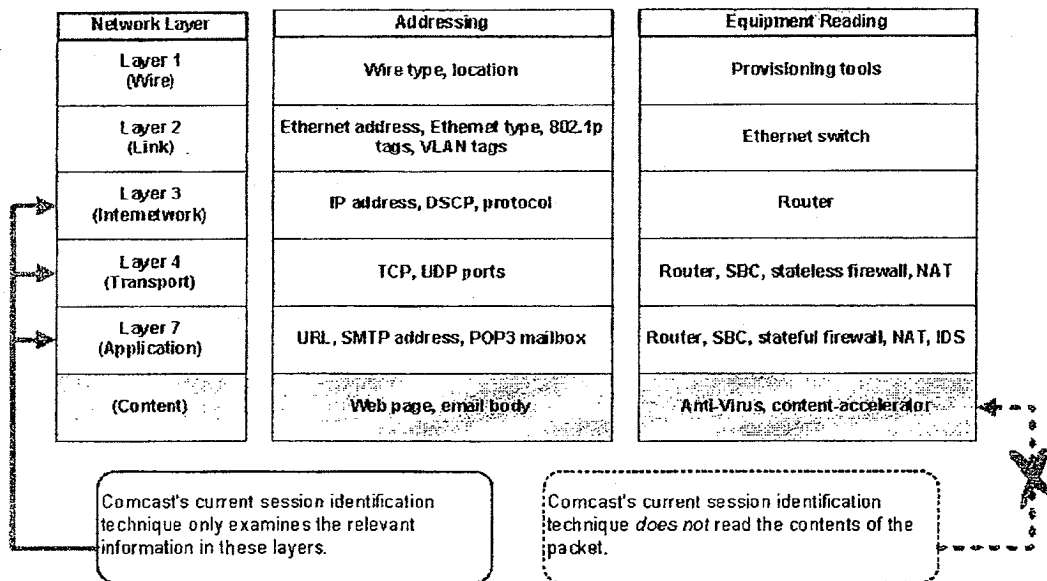 Network Layer Addressing Equipment Reading
Layer 1
(Wire)
Wire type, location
Provisioning tools
Layer 2
(Link)
Ethernet address, Ethernet type, 802.1p
tags, VLAN tags
Ethernet switch
Layer 3
(Internetwork)
IP address, DSCP, protocol
Router
Layer 4
(Transport)
TCP, UDP ports
Router, SBC, stateless firewall, NAT
Layer 7
(Application)
URL, SMTP address, POP3 mailbox
Router, SBC, stateful firewall, NAT, IDS
(Content)
Web page, email body
Anti-Virus, content-accelerator
Comcast's current session identification
technique only examines the relevant
information in these layers.
Comcast's current session identification
technique does not read the contents of the
packet.